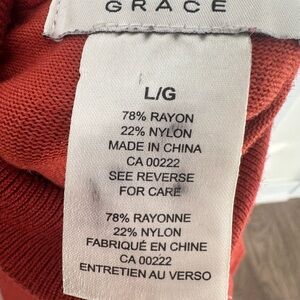 GRACE
L/G
78% RAYON
22% NYLON
MADE IN CHINA
CA 00222
SEE REVERSE
FOR CARE
78% RAYONNE
22% NYLON
FABRIQUÉ EN CHINE
CA 00222
ENTRETIEN AU VERSO